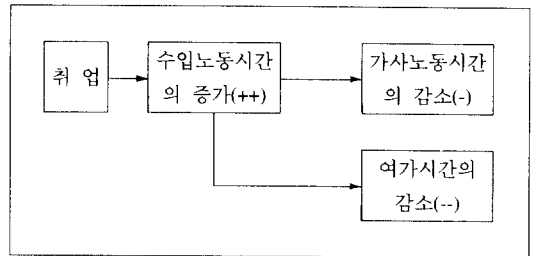 취 업
수입노동시간
의 증가(++)
가사노동시간
의 감소(-)
여가시간의
감소(--)